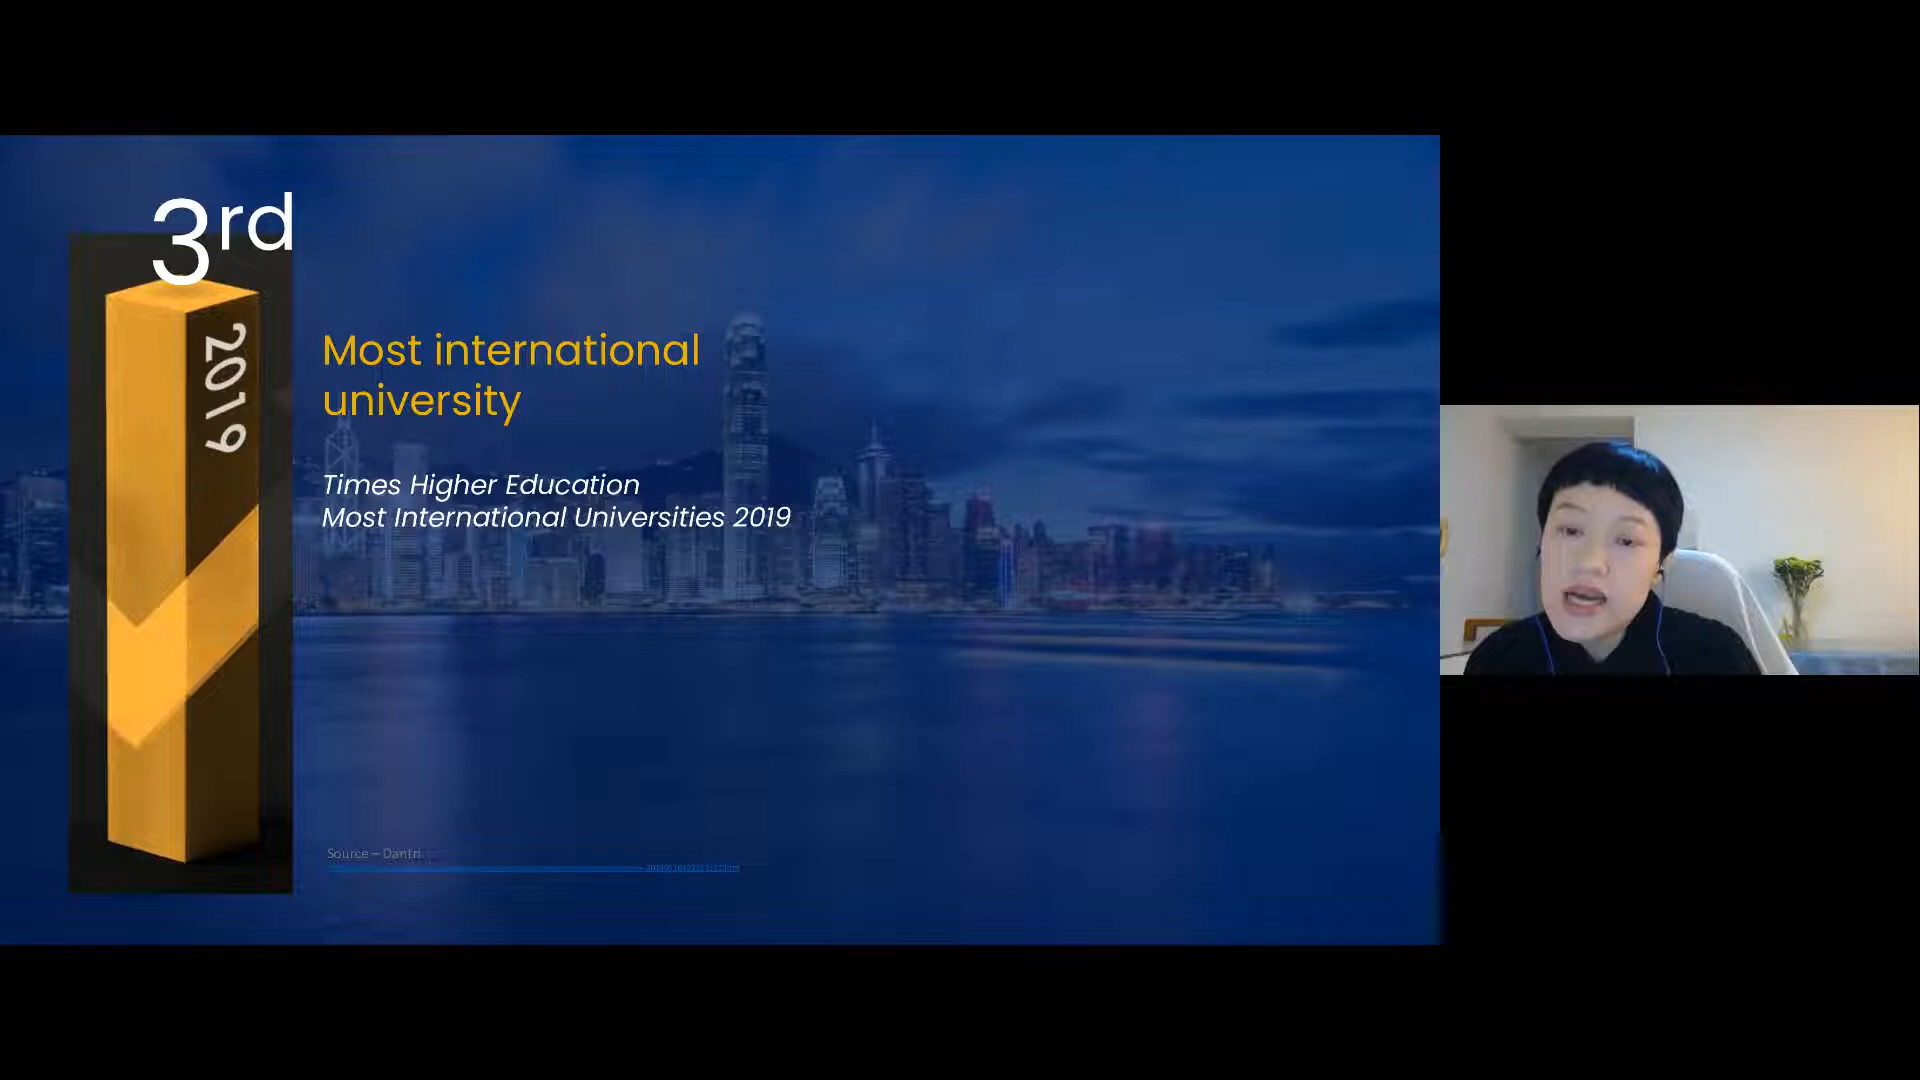 3rd
2019
Most international
university
Times Higher Education
Most International Universities 2019
Source – Dantri